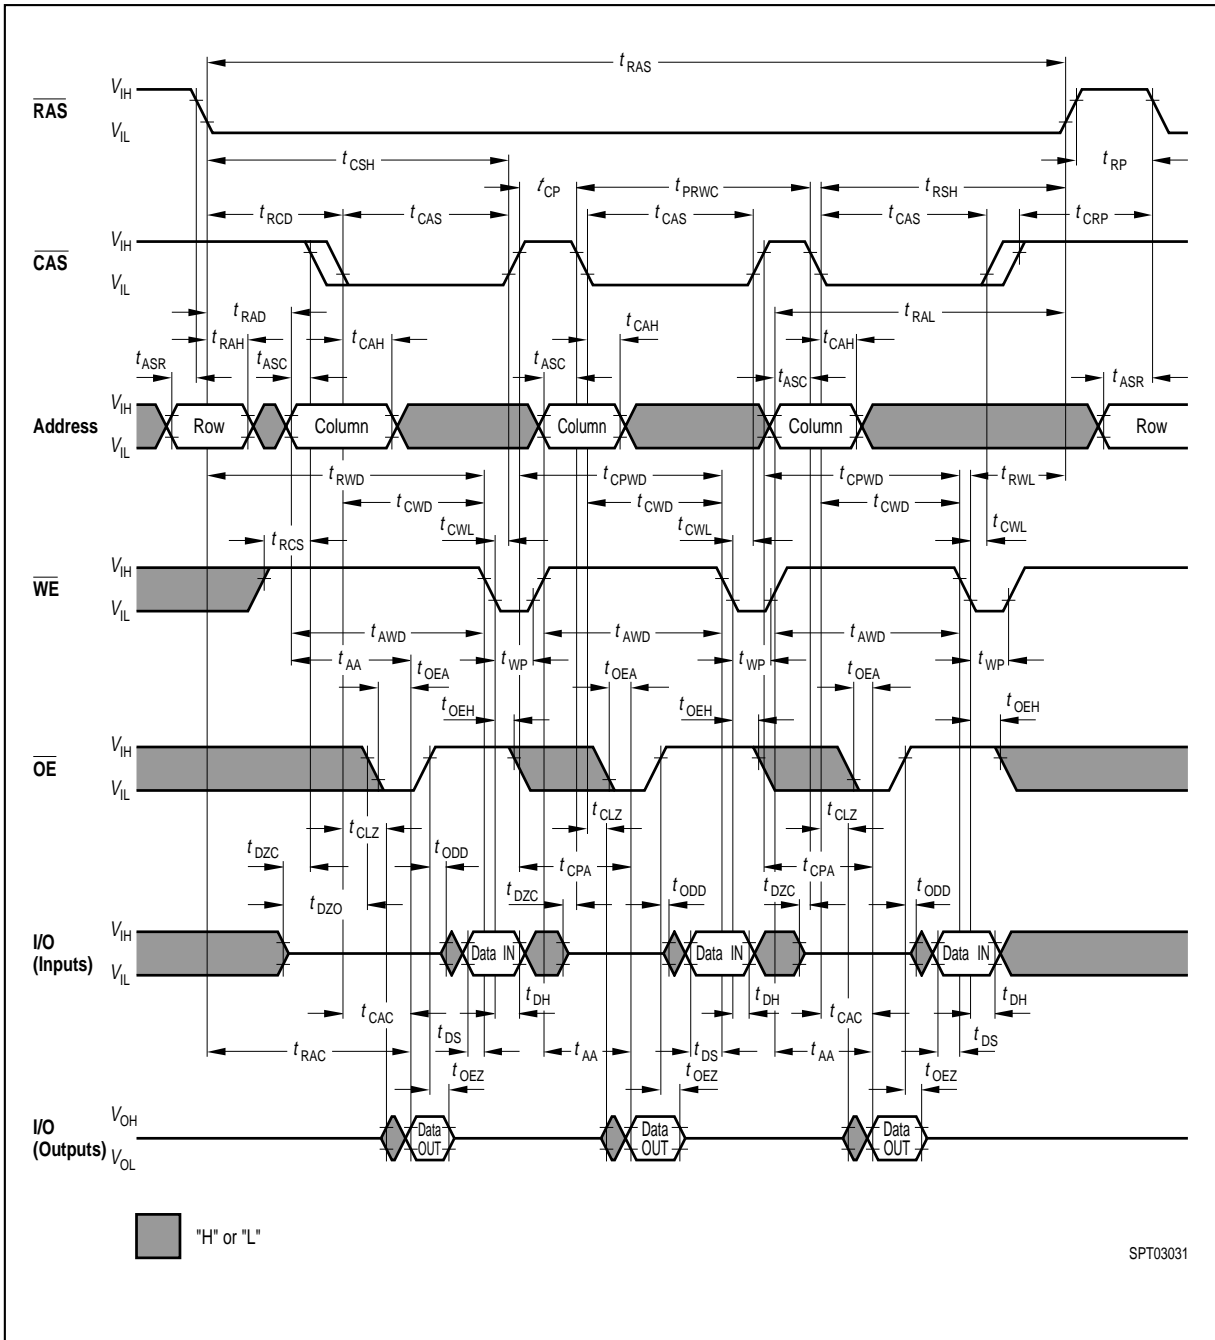 tRAS
RAS VIH
VIL
tCSH tRP
tCP tPRWC tRSH
tRCD tCAS tCAS tCAS tCRP
CAS VIH
VIL
tRAD tRAL
tRAH tCAH tCAH tCAH
tASR tASC tASC tASC tASR
Address VIH
VIL
Row Column Column Column Row
tRWD tCPWD tCPWD tRWL
tCWD tCWD tCWD
tRCS tCWL tCWL tCWL
WE VIH
VIL
tAWD tAWD tAWD
tAA tWP tWP tWP
tOEA tOEA tOEA
tOEH tOEH tOEH
OE VIH
VIL
tCLZ tCLZ tCLZ
tDZC tODD tCPA tCPA
tDZO tDZC tODD tDZC tODD
I/O (Inputs) VIH
VIL
Data IN Data IN Data IN
tCAC tDH tDH tCAC tDH
tRAC tDS tAA tDS tAA tDS
tOEZ tOEZ tOEZ
I/O (Outputs) VOH
VOL
Data OUT Data OUT Data OUT
"H" or "L"
SPT03031